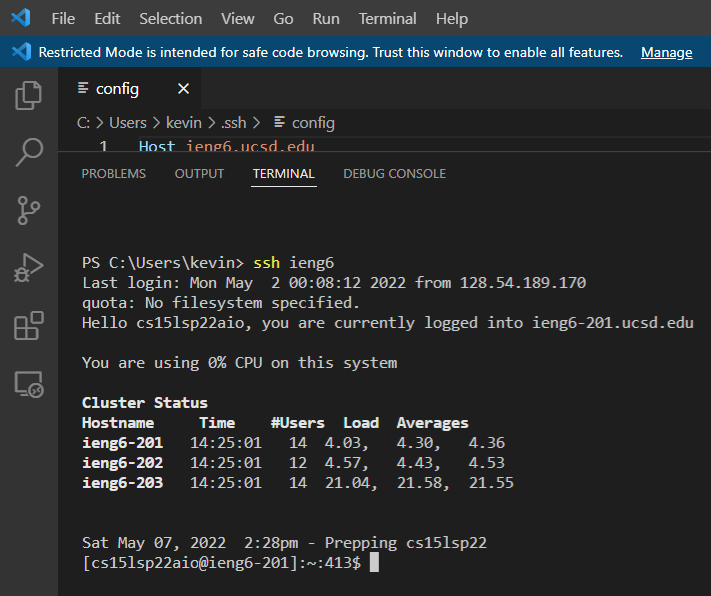 File Edit Selection View Go Run Terminal Help
Restricted Mode is intended for safe code browsing. Trust this window to enable all features. Manage
config
C: > Users > kevin > .ssh > config
1 Host ieng6.ucsd.edu
PROBLEMS OUTPUT TERMINAL DEBUG CONSOLE
PS C:\Users\kevin> ssh ieng6
Last login: Mon May  2 00:08:12 2022 from 128.54.189.170
quota: No filesystem specified.
Hello cs15lsp22aio, you are currently logged into ieng6-201.ucsd.edu
You are using 0% CPU on this system
Cluster Status
Hostname     Time    #Users  Load  Averages
ieng6-201   14:25:01   14  4.03,   4.30,   4.36
ieng6-202   14:25:01   12  4.57,   4.43,   4.53
ieng6-203   14:25:01   14  21.04,  21.58,  21.55
Sat May 07, 2022  2:28pm - Prepping cs15lsp22
[cs15lsp22aio@ieng6-201]:~:413$